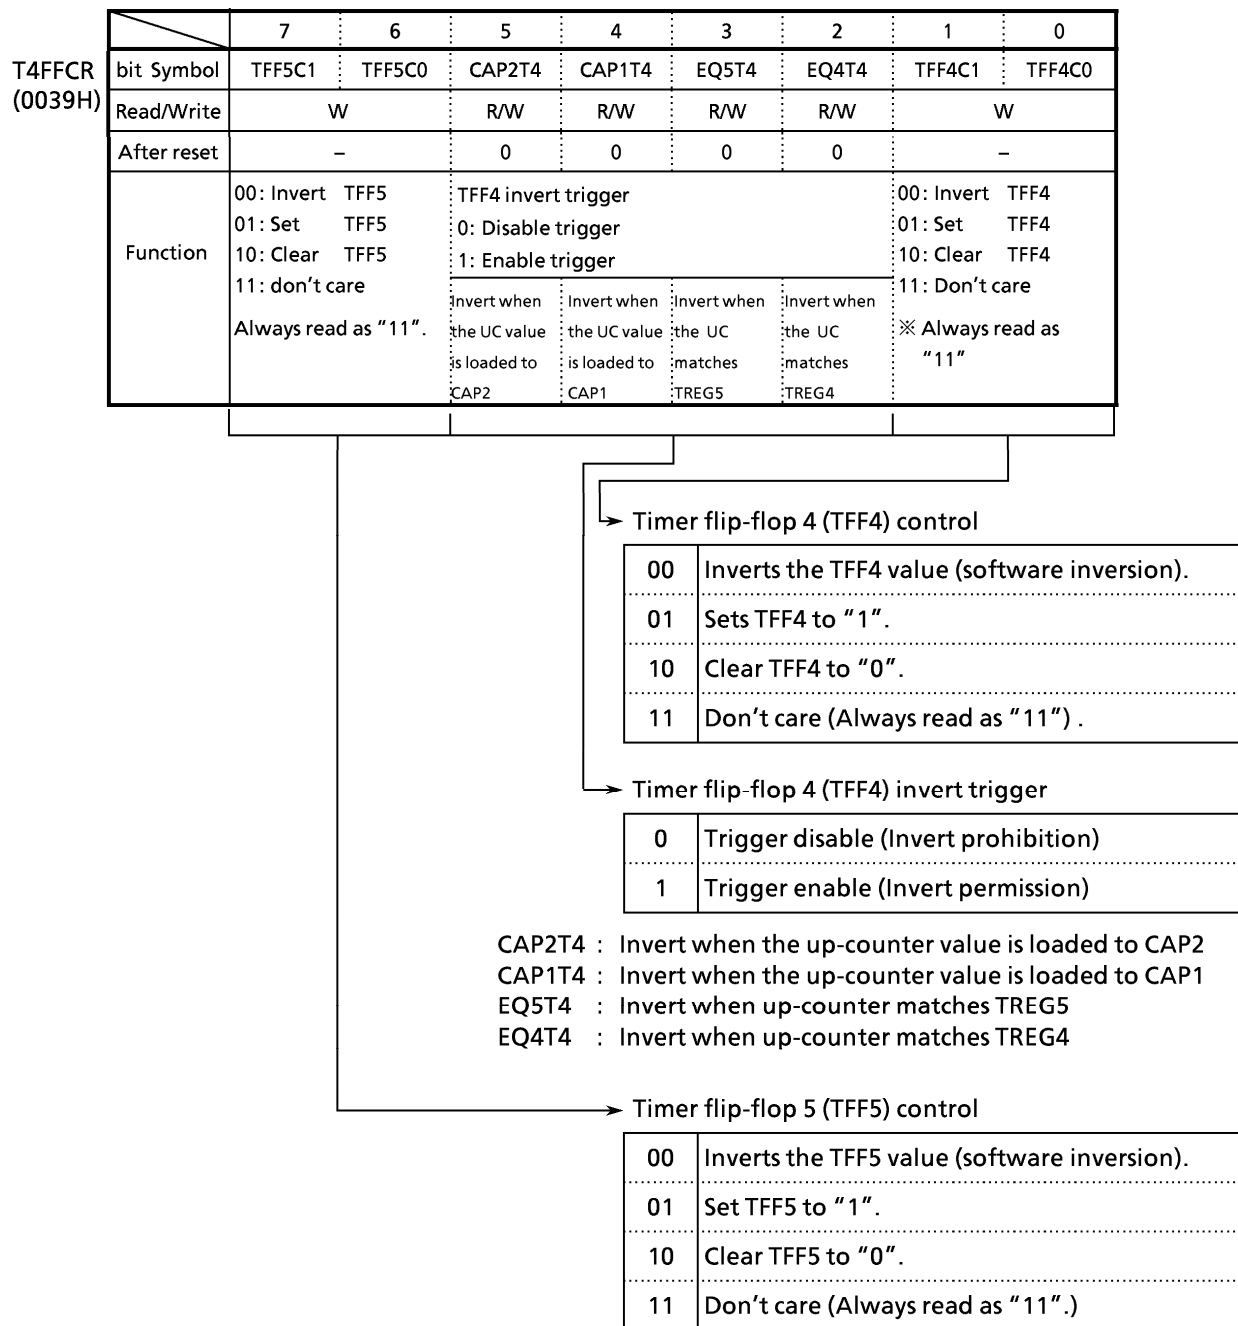 7 6 5 4 3 2 1 0
T4FFCR bit Symbol TFF5C1 TFF5C0 CAP2T4 CAP1T4 EQ5T4 EQ4T4 TFF4C1 TFF4C0
(0039H) Read/Write W R/W R/W R/W R/W W
After reset – 0 0 0 0 –
Function
00: Invert TFF5
01: Set TFF5
10: Clear TFF5
11: don't care
Always read as "11".
TFF4 invert trigger
0: Disable trigger
1: Enable trigger
Invert when
the UC value
is loaded to
CAP2
Invert when
the UC value
is loaded to
CAP1
Invert when
the UC
matches
TREG5
Invert when
the UC
matches
TREG4
00: Invert TFF4
01: Set TFF4
10: Clear TFF4
11: Don't care
※ Always read as
"11"
Timer flip-flop 4 (TFF4) control
00 Inverts the TFF4 value (software inversion).
01 Sets TFF4 to "1".
10 Clear TFF4 to "0".
11 Don't care (Always read as "11") .
Timer flip-flop 4 (TFF4) invert trigger
0 Trigger disable (Invert prohibition)
1 Trigger enable (Invert permission)
CAP2T4 : Invert when the up-counter value is loaded to CAP2
CAP1T4 : Invert when the up-counter value is loaded to CAP1
EQ5T4 : Invert when up-counter matches TREG5
EQ4T4 : Invert when up-counter matches TREG4
Timer flip-flop 5 (TFF5) control
00 Inverts the TFF5 value (software inversion).
01 Set TFF5 to "1".
10 Clear TFF5 to "0".
11 Don't care (Always read as "11".)